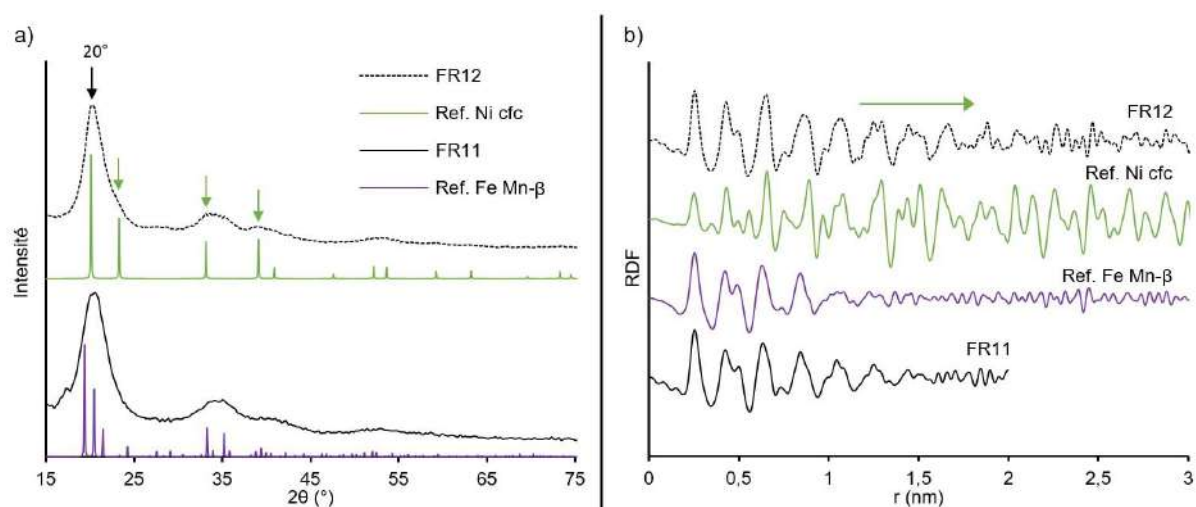 a)
20°
FR12
Ref. Ni cfc
FR11
Ref. Fe Mn-β
Intensité
15 25 35 45 55 65 75
2θ (°)
b)
FR12
Ref. Ni cfc
Ref. Fe Mn-β
FR11
RDF
0 0,5 1 1,5 2 2,5 3
r (nm)